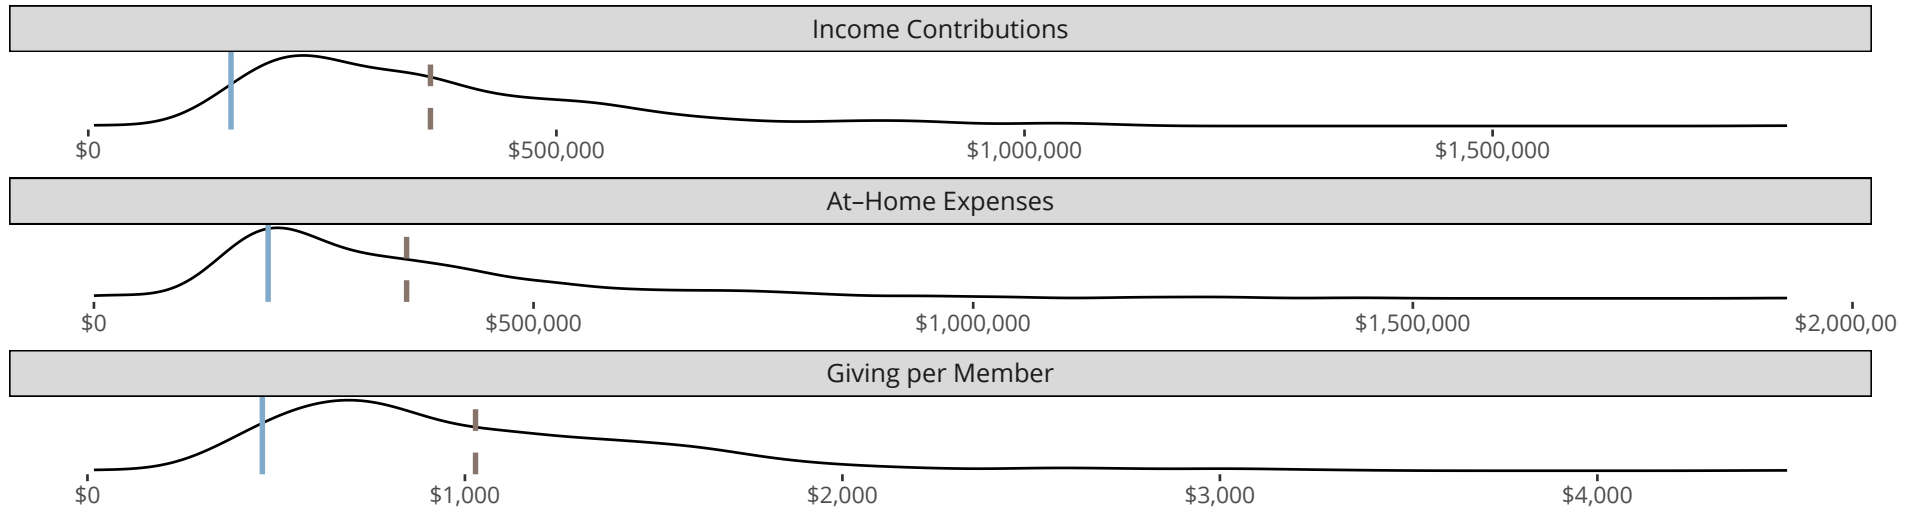 Income Contributions
$0 $500,000 $1,000,000 $1,500,000
At–Home Expenses
$0 $500,000 $1,000,000 $1,500,000 $2,000,00
Giving per Member
$0 $1,000 $2,000 $3,000 $4,000